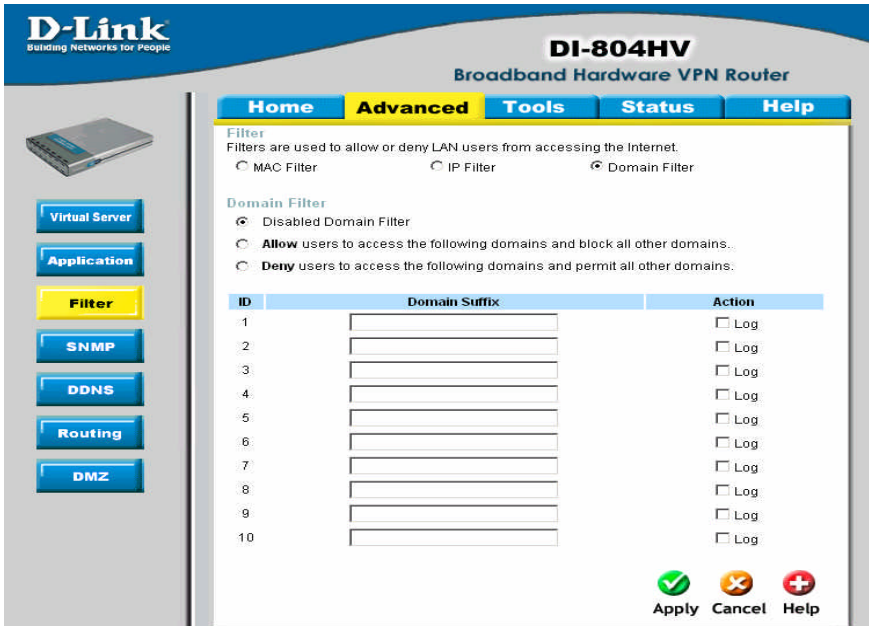 D-Link
Building Networks for People
DI-804HV
Broadband Hardware VPN Router
Home Advanced Tools Status Help
Virtual Server
Application
Filter
SNMP
DDNS
Routing
DMZ
Filter
Filters are used to allow or deny LAN users from accessing the Internet.
MAC Filter IP Filter Domain Filter
Domain Filter
Disabled Domain Filter
Allow users to access the following domains and block all other domains.
Deny users to access the following domains and permit all other domains.
ID Domain Suffix Action
1 Log
2 Log
3 Log
4 Log
5 Log
6 Log
7 Log
8 Log
9 Log
10 Log
Apply Cancel Help